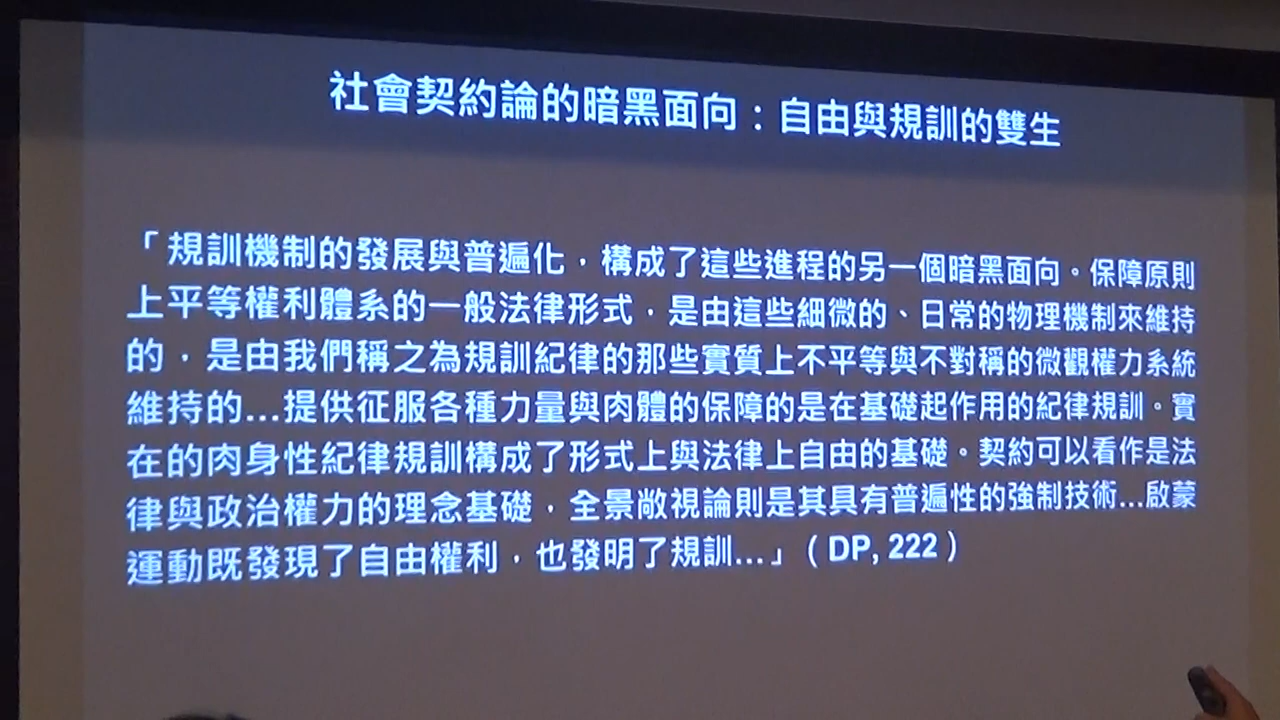 社會契約論的暗黑面向：自由與規訓的雙生
「規訓機制的發展與普遍化，構成了這些進程的另一個暗黑面向。保障原則
上平等權利體系的一般法律形式，是由這些細微的、日常的物理機制來維持
的，是由我們稱之為規訓紀律的那些實質上不平等與不對稱的微觀權力系統
維持的...提供征服各種力量與肉體的保障的是在基礎起作用的紀律規訓。實
在的肉身性紀律規訓構成了形式上與法律上自由的基礎。契約可以看作是法
律與政治權力的理念基礎，全景敞視論則是其具有普遍性的強制技術...啟蒙
運動既發現了自由權利，也發明了規訓...」（DP, 222）